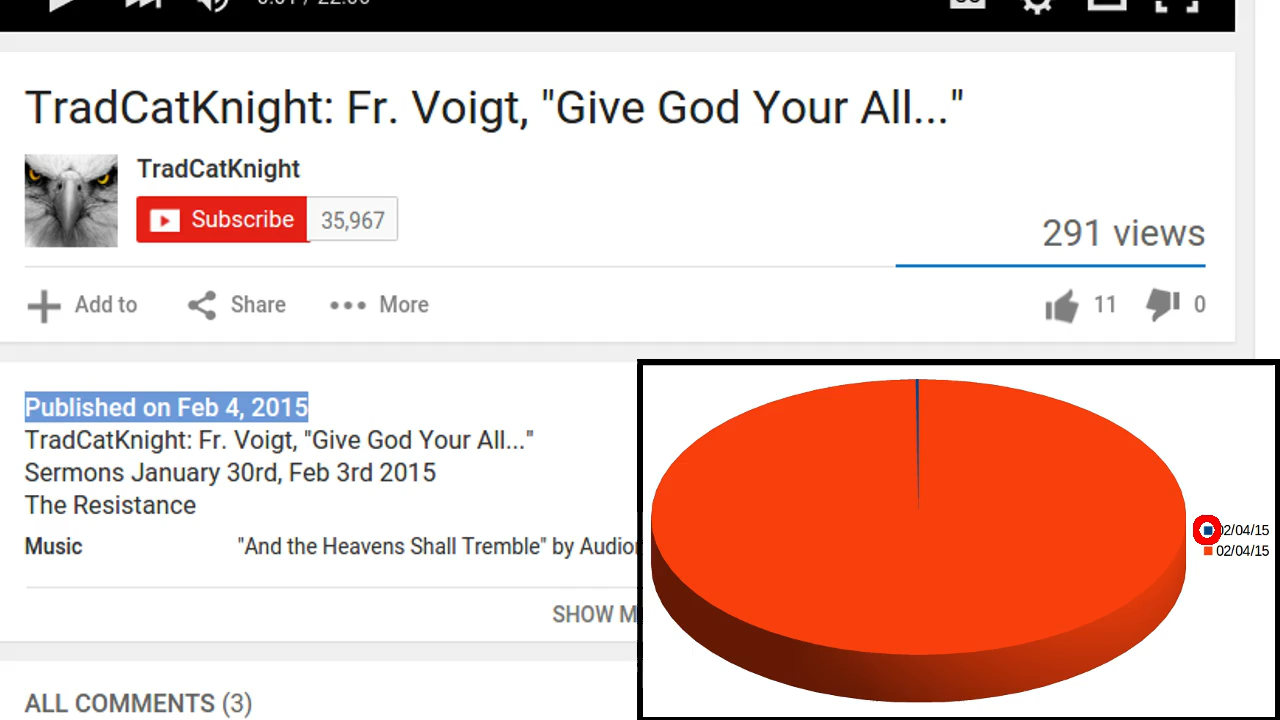 TradCatKnight: Fr. Voigt, "Give God Your All..."
TradCatKnight
Subscribe 35,967
291 views
Add to Share More 11 0
Published on Feb 4, 2015
TradCatKnight: Fr. Voigt, "Give God Your All..."
Sermons January 30rd, Feb 3rd 2015
The Resistance
Music "And the Heavens Shall Tremble" by
SHOW
ALL COMMENTS (3)
02/04/15
02/04/15